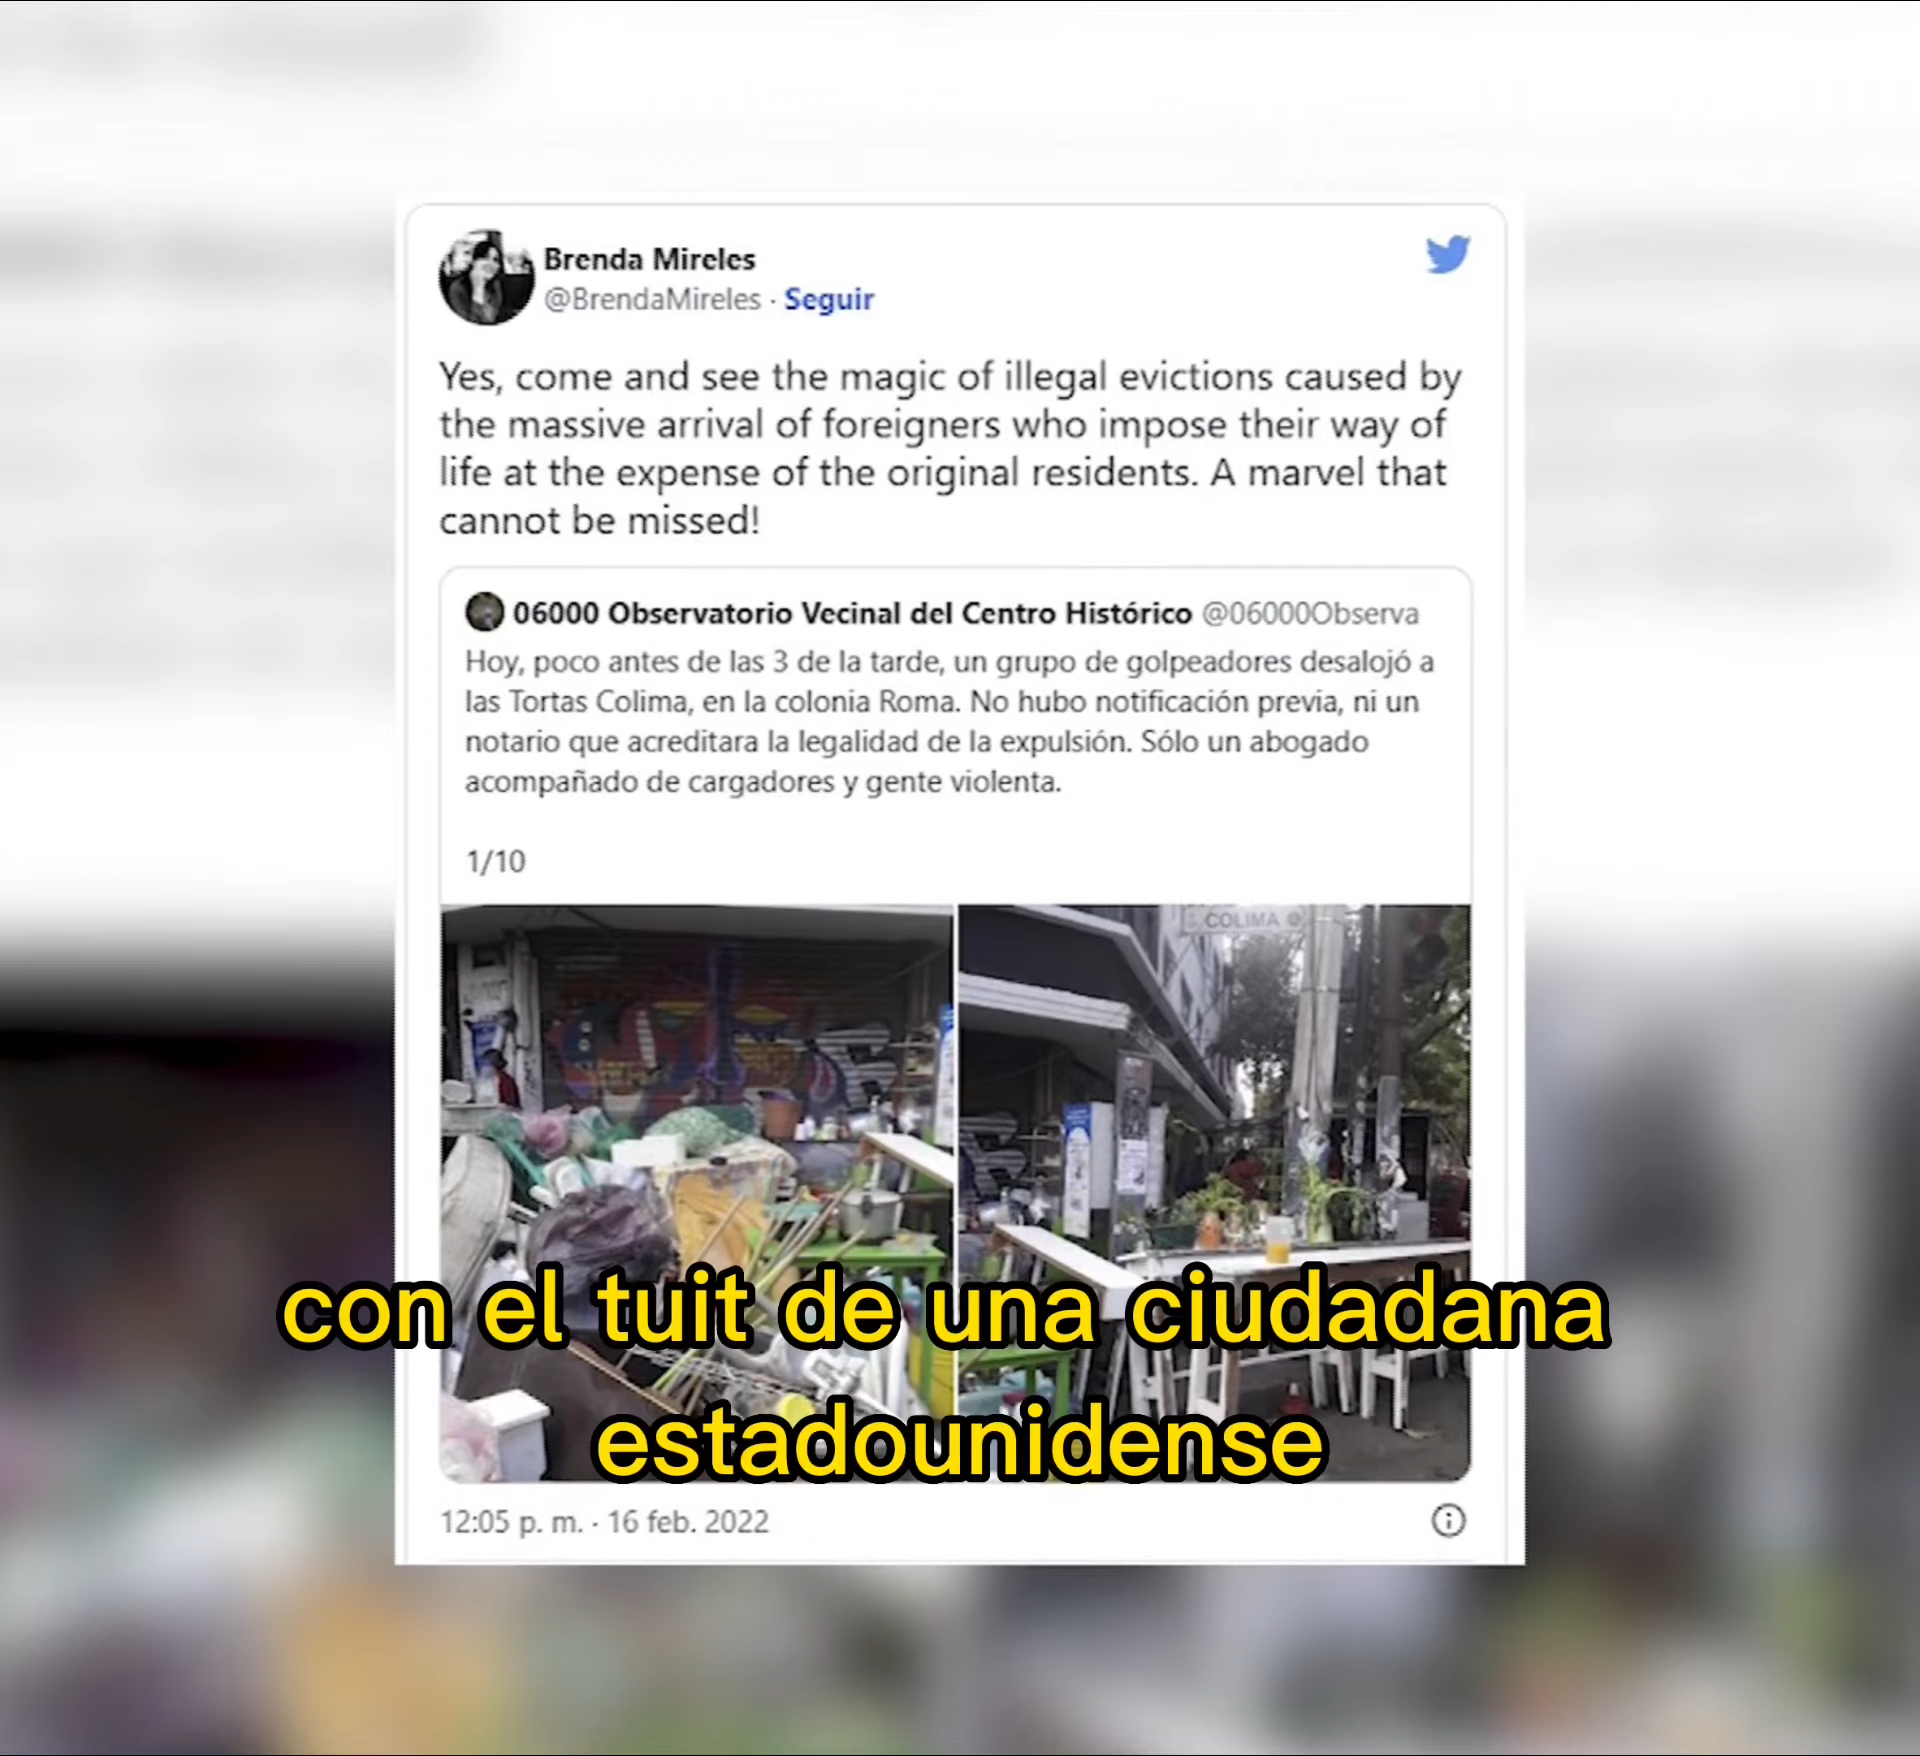 Brenda Mireles
@BrendaMireles · Seguir
Yes, come and see the magic of illegal evictions caused by
the massive arrival of foreigners who impose their way of
life at the expense of the original residents. A marvel that
cannot be missed!
06000 Observatorio Vecinal del Centro Histórico @06000Observa
Hoy, poco antes de las 3 de la tarde, un grupo de golpeadores desalojó a
las Tortas Colima, en la colonia Roma. No hubo notificación previa, ni un
notario que acreditara la legalidad de la expulsión. Sólo un abogado
acompañado de cargadores y gente violenta.
1/10
COLIMA
con el tuit de una ciudadana
estadounidense
12:05 p. m. · 16 feb. 2022